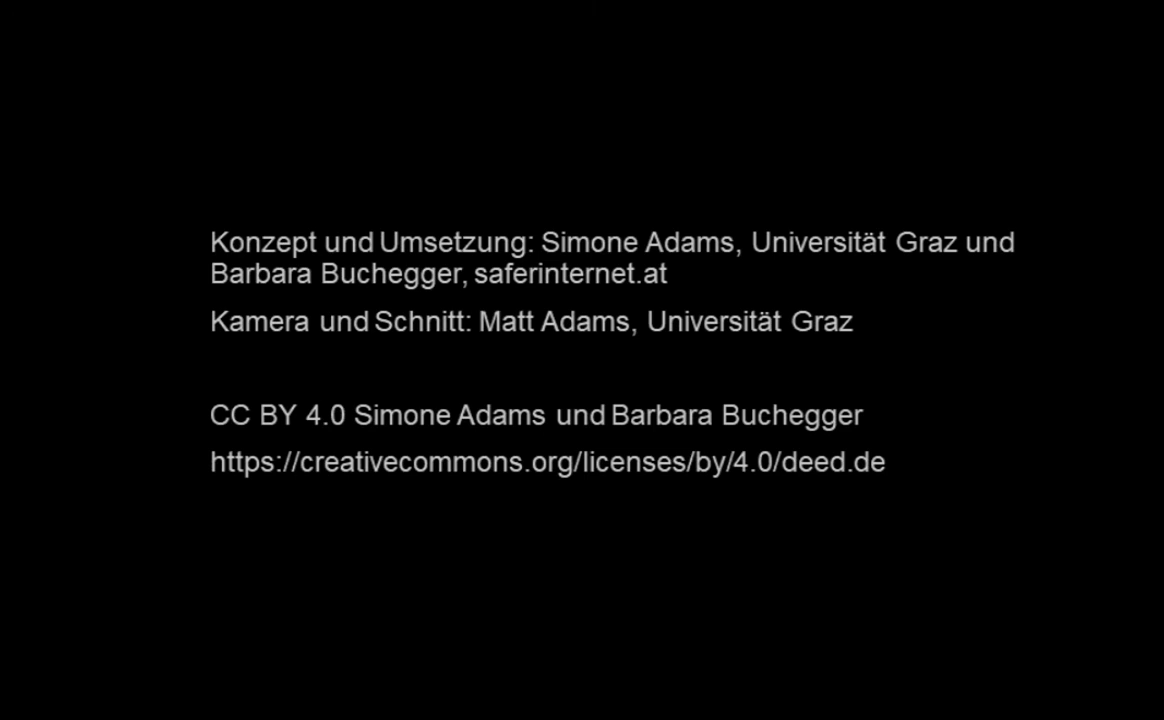 Konzept und Umsetzung: Simone Adams, Universität Graz und
Barbara Buchegger, saferinternet.at
Kamera und Schnitt: Matt Adams, Universität Graz
CC BY 4.0 Simone Adams und Barbara Buchegger
https://creativecommons.org/licenses/by/4.0/deed.de